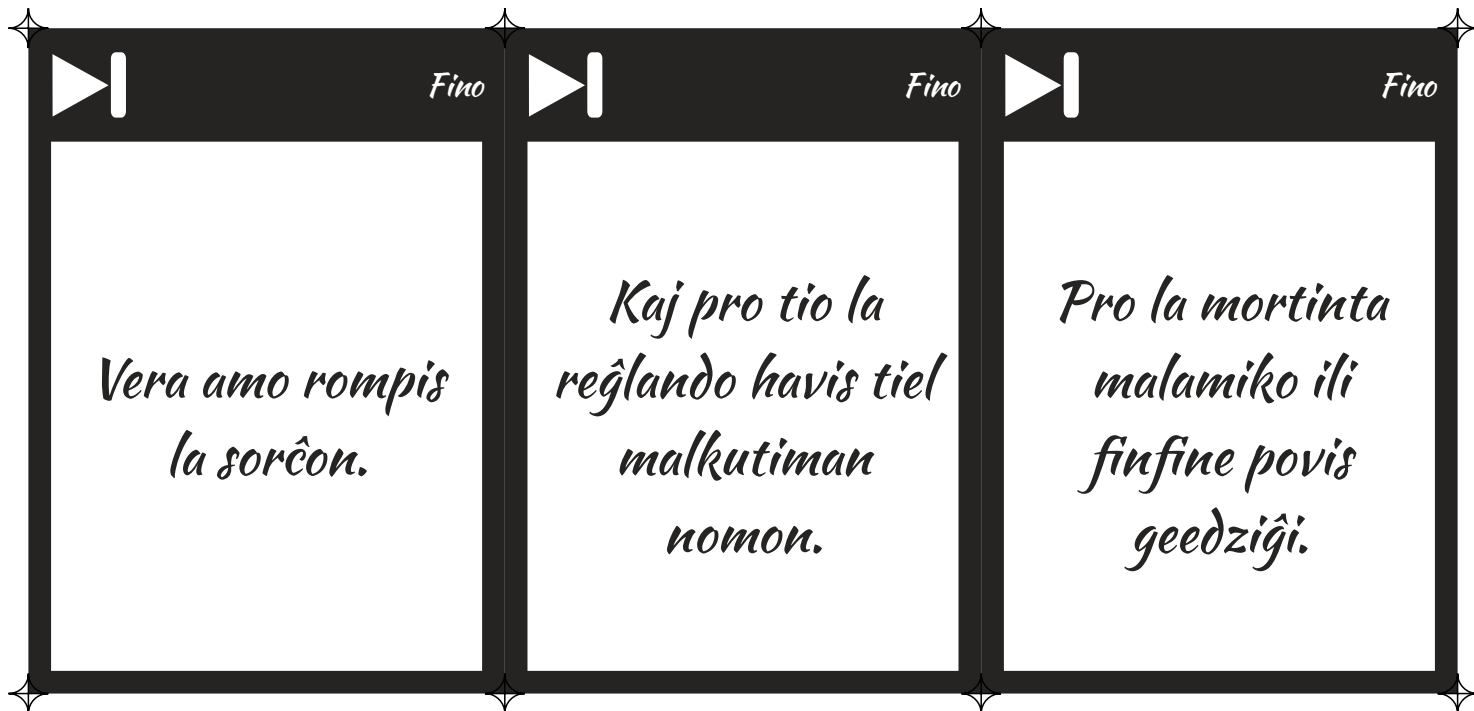 Fino
Vera amo rompis
la sorĉon.
Fino
Kaj pro tio la
reĝlando havis tiel
malkutiman
nomon.
Fino
Pro la mortinta
malamiko ili
finfine povis
geedziĝi.